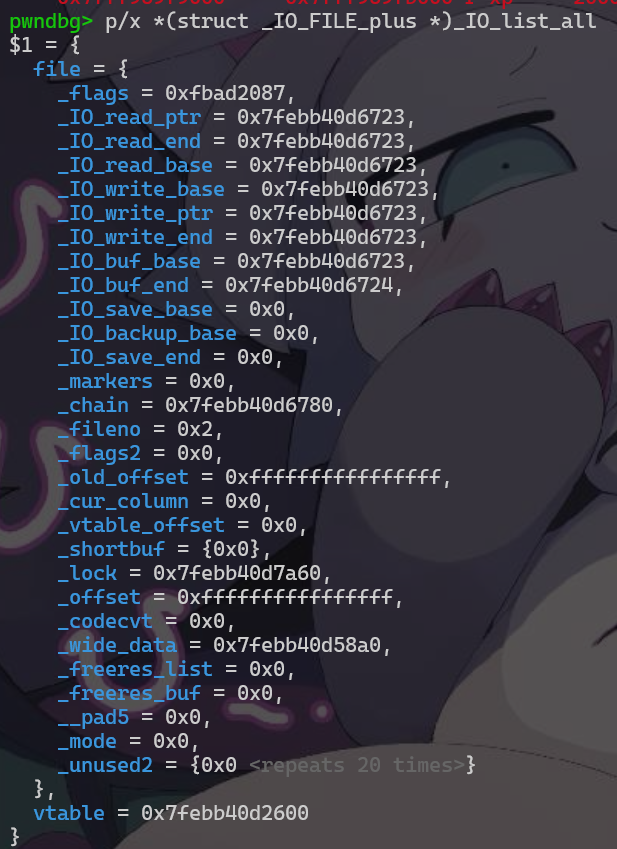 pwndbg> p/x *(struct _IO_FILE_plus *)_IO_list_all
$1 = {
  file = {
    _flags = 0xfbad2087,
    _IO_read_ptr = 0x7febb40d6723,
    _IO_read_end = 0x7febb40d6723,
    _IO_read_base = 0x7febb40d6723,
    _IO_write_base = 0x7febb40d6723,
    _IO_write_ptr = 0x7febb40d6723,
    _IO_write_end = 0x7febb40d6723,
    _IO_buf_base = 0x7febb40d6723,
    _IO_buf_end = 0x7febb40d6724,
    _IO_save_base = 0x0,
    _IO_backup_base = 0x0,
    _IO_save_end = 0x0,
    _markers = 0x0,
    _chain = 0x7febb40d6780,
    _fileno = 0x2,
    _flags2 = 0x0,
    _old_offset = 0xffffffffffffffff,
    _cur_column = 0x0,
    _vtable_offset = 0x0,
    _shortbuf = {0x0},
    _lock = 0x7febb40d7a60,
    _offset = 0xffffffffffffffff,
    _codecvt = 0x0,
    _wide_data = 0x7febb40d58a0,
    _freeres_list = 0x0,
    _freeres_buf = 0x0,
    __pad5 = 0x0,
    _mode = 0x0,
    _unused2 = {0x0 <repeats 20 times>}
  },
  vtable = 0x7febb40d2600
}